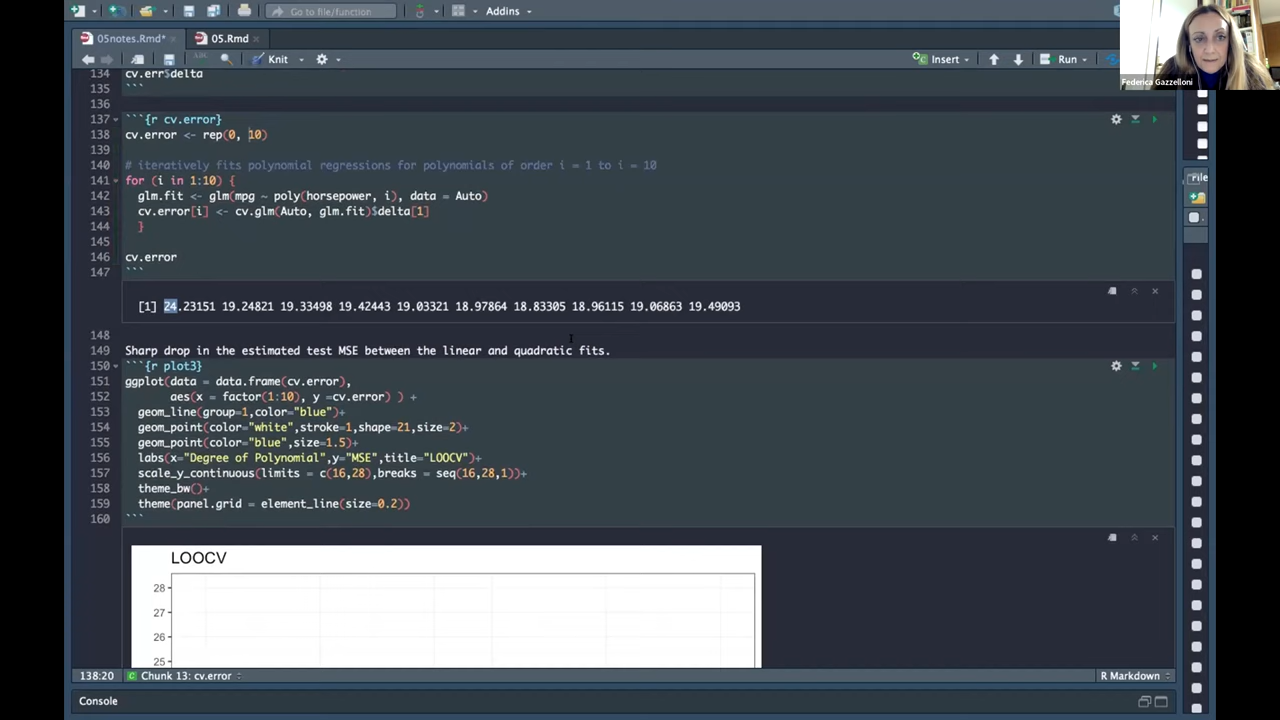 Go to file/function
Addins
05notes.Rmd*
05.Rmd
ABC
Knit
Insert
Run
Federica Gazzelloni
File
134 cv.err$delta
135 ```
136
137 ```{r cv.error}
138 cv.error <- rep(0, 10)
139
140 # iteratively fits polynomial regressions for polynomials of order i = 1 to i = 10
141 for (i in 1:10) {
142 glm.fit <- glm(mpg ~ poly(horsepower, i), data = Auto)
143 cv.error[i] <- cv.glm(Auto, glm.fit)$delta[1]
144 }
145
146 cv.error
147 ```
[1] 24.23151 19.24821 19.33498 19.42443 19.03321 18.97864 18.83305 18.96115 19.06863 19.49093
148
149 Sharp drop in the estimated test MSE between the linear and quadratic fits.
150 ```{r plot3}
151 ggplot(data = data.frame(cv.error),
152 aes(x = factor(1:10), y =cv.error) ) +
153 geom_line(group=1,color="blue")+
154 geom_point(color="white",stroke=1,shape=21,size=2)+
155 geom_point(color="blue",size=1.5)+
156 labs(x="Degree of Polynomial",y="MSE",title="LOOCV")+
157 scale_y_continuous(limits = c(16,28),breaks = seq(16,28,1))+
158 theme_bw()+
159 theme(panel.grid = element_line(size=0.2))
160 ```
LOOCV
28
27
26
25
138:20
Chunk 13: cv.error
R Markdown
Console